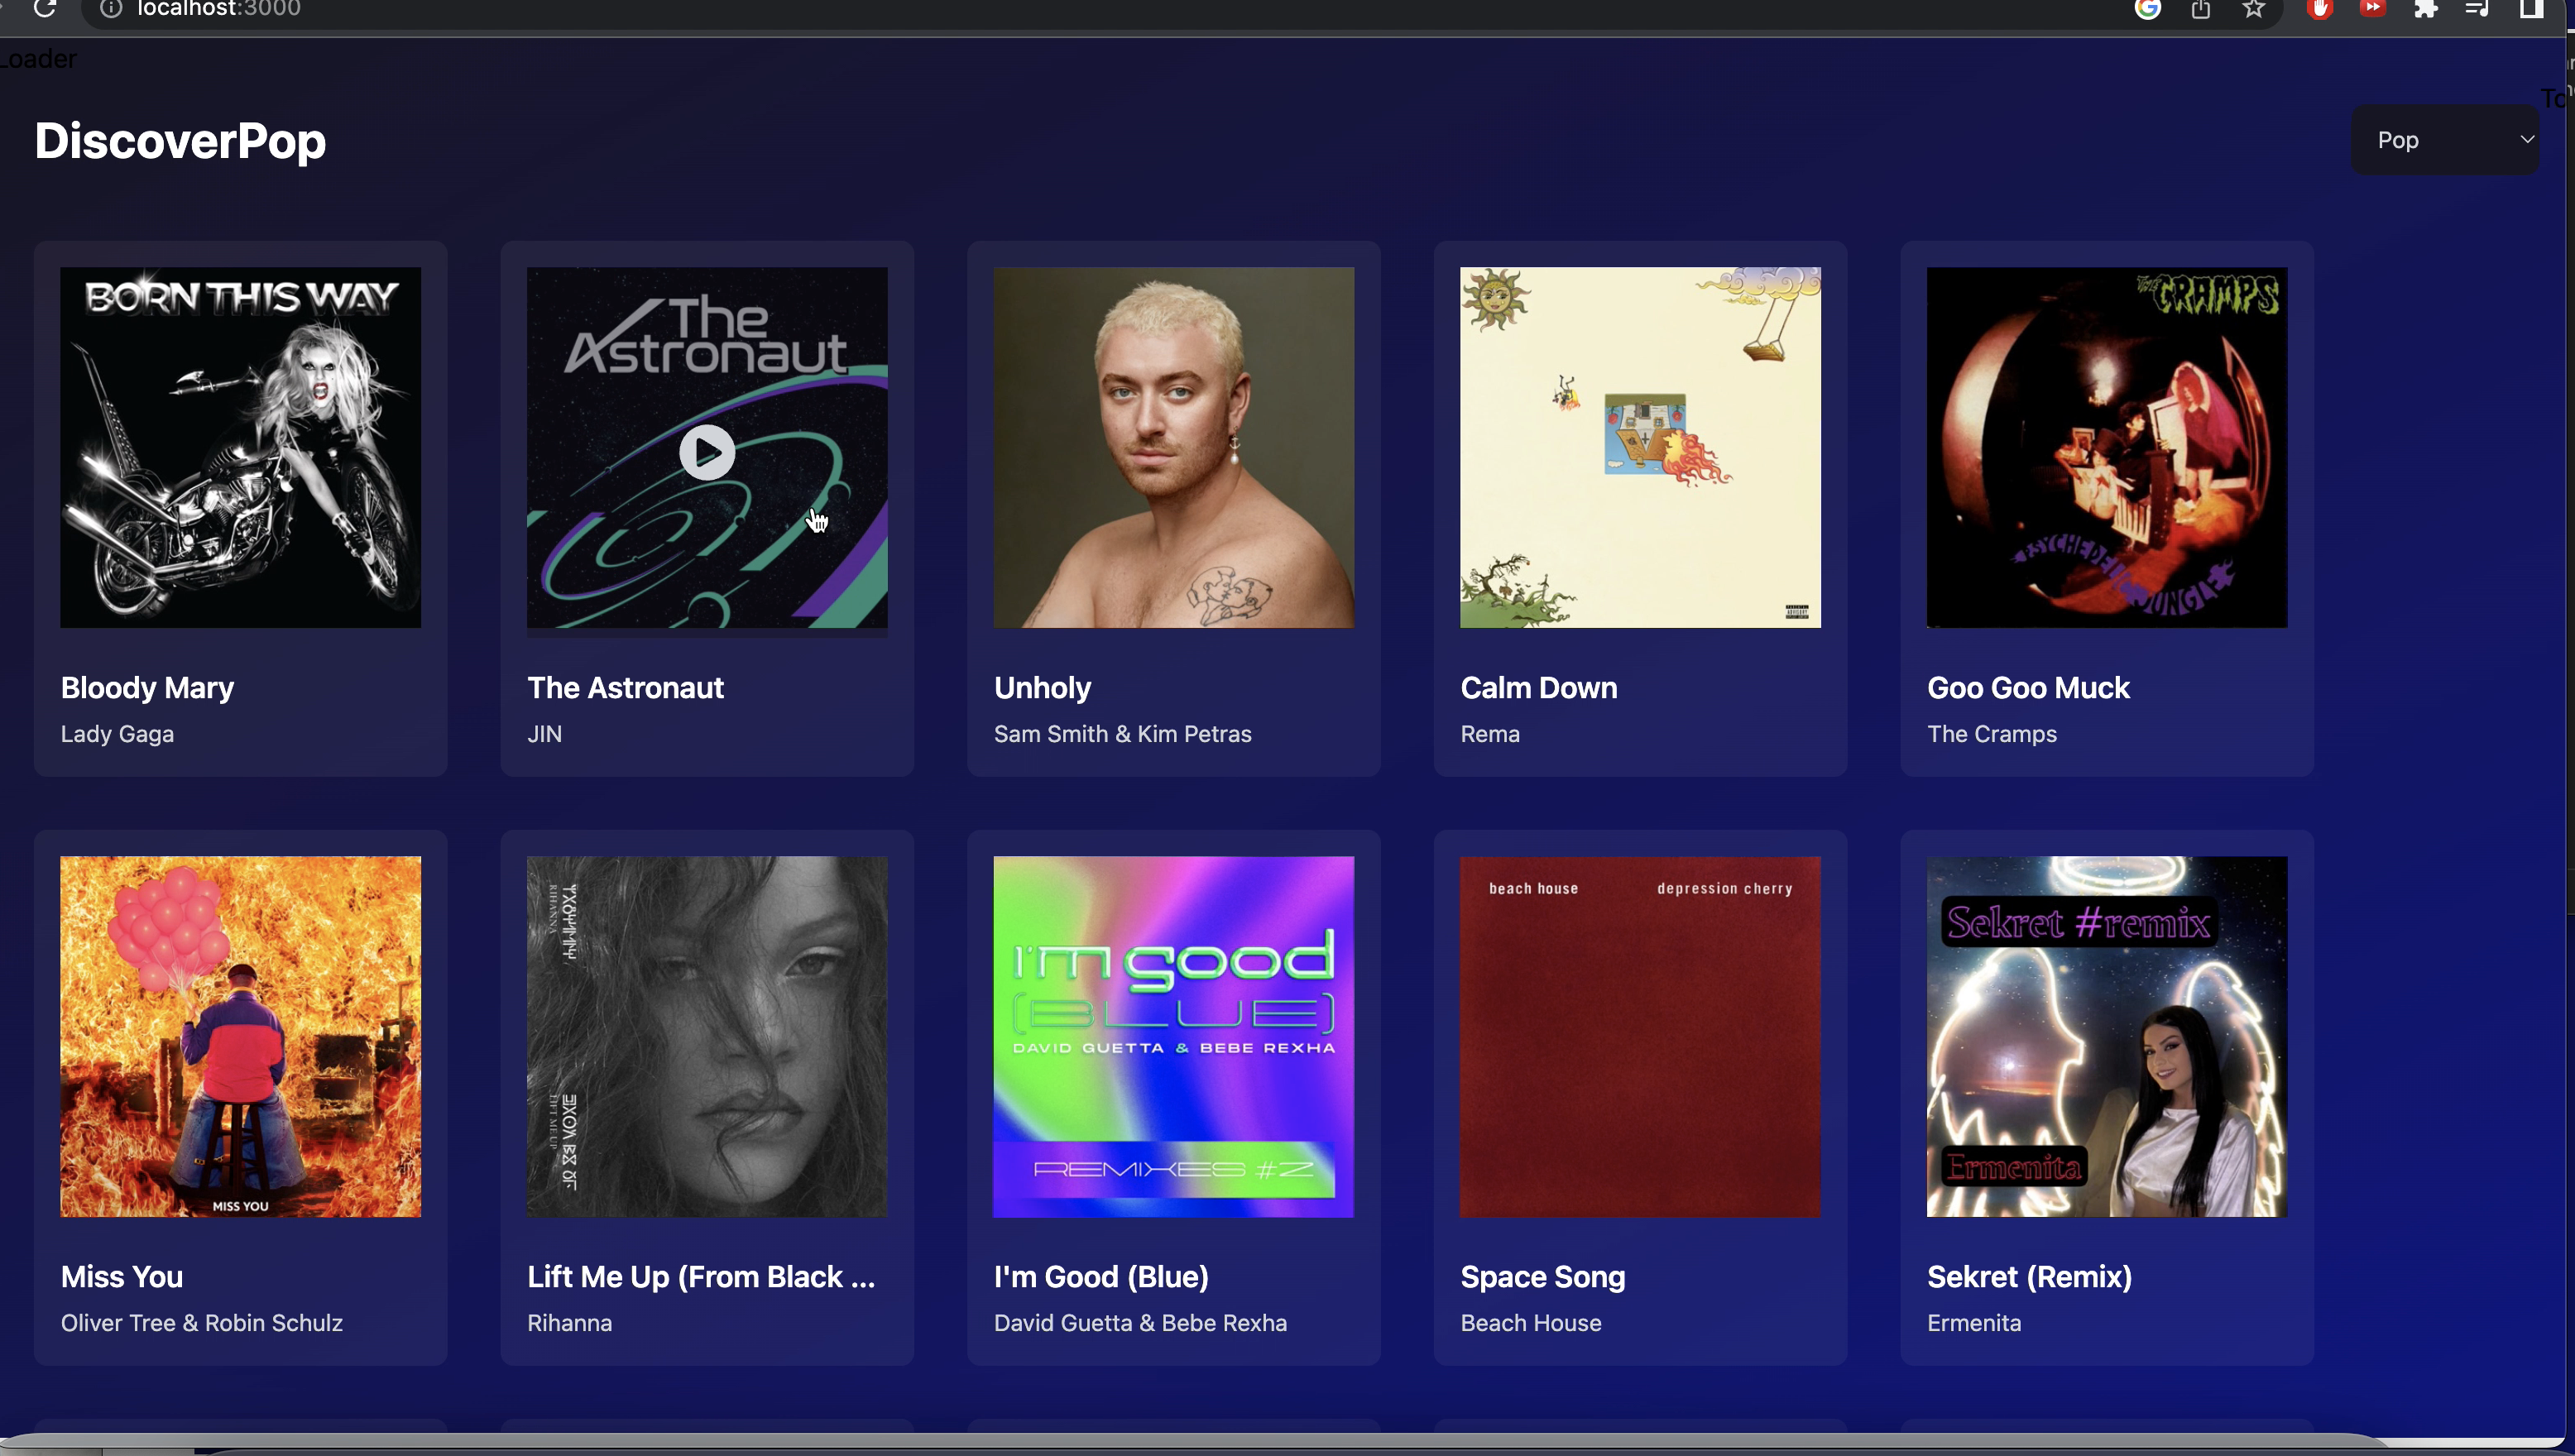 localhost:3000
Loader
To
DiscoverPop
Pop
BORN THIS WAY
The
Astronaut
THE
CRAMPS
PSYCHEDELIC JUNGLE
Bloody Mary
The Astronaut
Unholy
Calm Down
Goo Goo Muck
Lady Gaga
JIN
Sam Smith & Kim Petras
Rema
The Cramps
MISS YOU
RIHANNA
LIFT ME UP
I'm good
(BLUE)
DAVID GUETTA & BEBE REXHA
REMIXES #2
beach house
depression cherry
Sekret #remix
Ermenita
Miss You
Lift Me Up (From Black ...
I'm Good (Blue)
Space Song
Sekret (Remix)
Oliver Tree & Robin Schulz
Rihanna
David Guetta & Bebe Rexha
Beach House
Ermenita